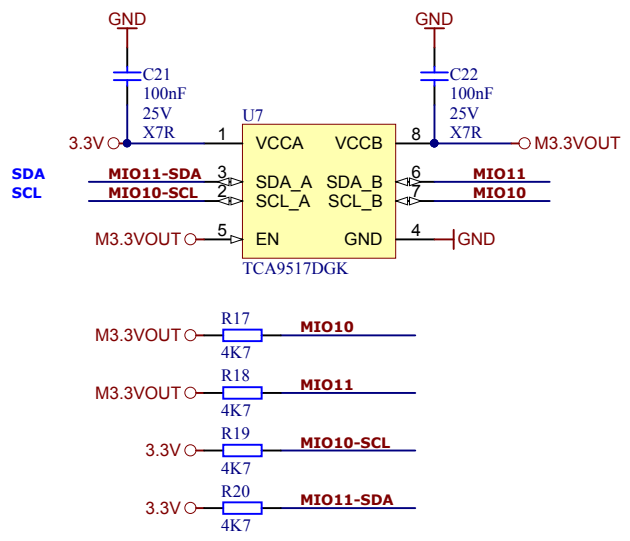 GND
GND
C21
100nF
25V
X7R
C22
100nF
25V
X7R
U7
3.3V
1
VCCA
VCCB
8
M3.3VOUT
SDA
MIO11-SDA
3
SDA_A
SDA_B
6
MIO11
SCL
MIO10-SCL
2
SCL_A
SCL_B
7
MIO10
M3.3VOUT
5
EN
GND
4
GND
TCA9517DGK
M3.3VOUT
R17
4K7
MIO10
M3.3VOUT
R18
4K7
MIO11
3.3V
R19
4K7
MIO10-SCL
3.3V
R20
4K7
MIO11-SDA